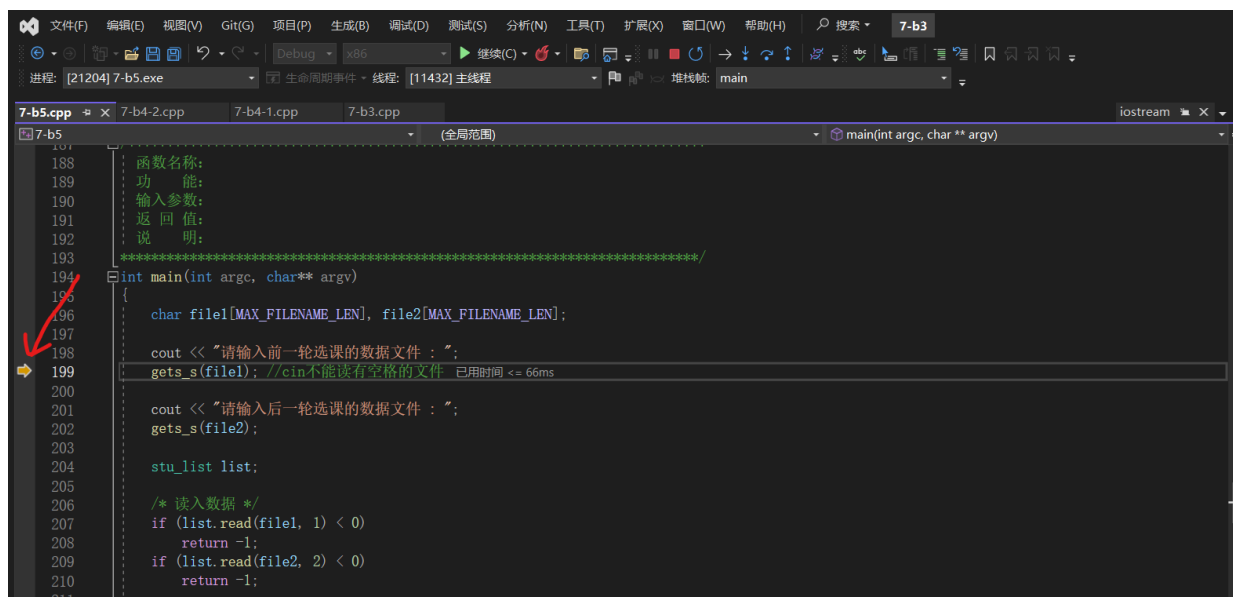 文件(F) 编辑(E) 视图(V) Git(G) 项目(P) 生成(B) 调试(D) 测试(S) 分析(N) 工具(T) 扩展(X) 窗口(W) 帮助(H) 搜索 7-b3
Debug x86 继续(C)
进程: [21204] 7-b5.exe 生命周期事件 线程: [11432] 主线程 堆栈帧: main
7-b5.cpp 7-b4-2.cpp 7-b4-1.cpp 7-b3.cpp iostream
7-b5 (全局范围) main(int argc, char ** argv)
187 /***************************************************************************
188 函数名称:
189 功 能:
190 输入参数:
191 返 回 值:
192 说 明:
193 ***************************************************************************/
194 int main(int argc, char** argv)
195 {
196 char file1[MAX_FILENAME_LEN], file2[MAX_FILENAME_LEN];
197
198 cout << "请输入前一轮选课的数据文件 : ";
199 gets_s(file1); //cin不能读有空格的文件 已用时间 <= 66ms
200
201 cout << "请输入后一轮选课的数据文件 : ";
202 gets_s(file2);
203
204 stu_list list;
205
206 /* 读入数据 */
207 if (list.read(file1, 1) < 0)
208 return -1;
209 if (list.read(file2, 2) < 0)
210 return -1;